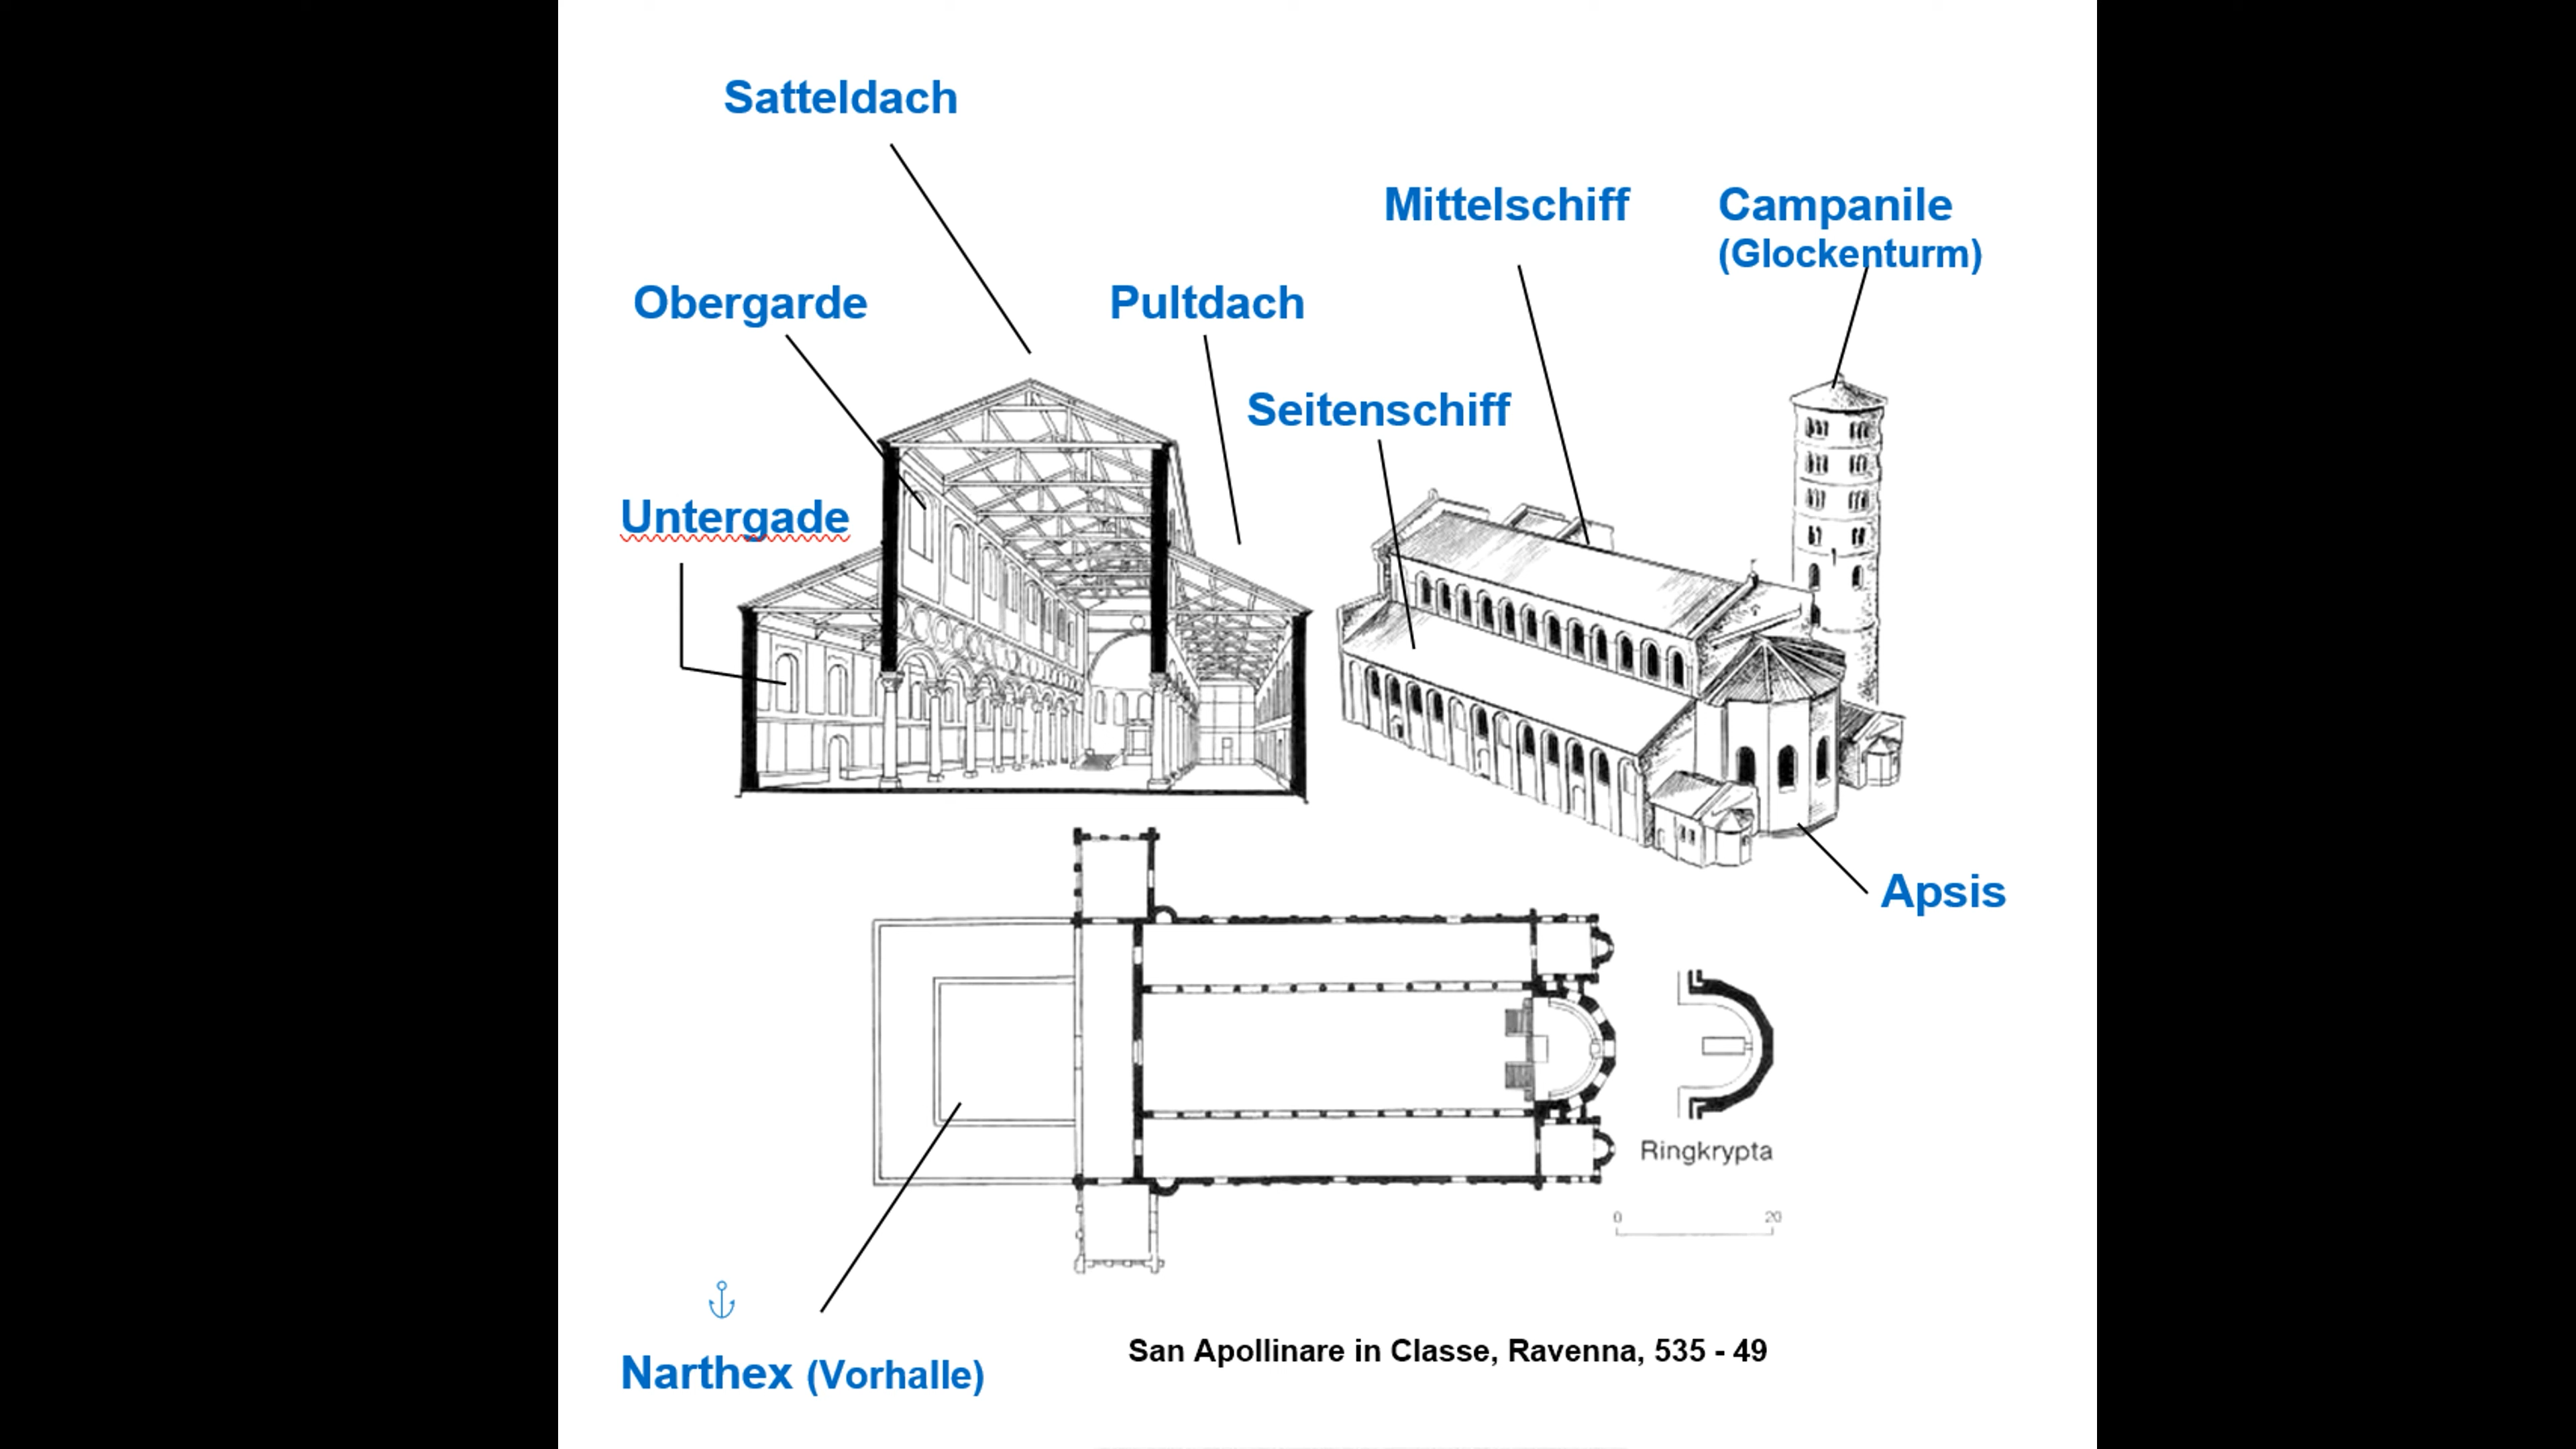 Satteldach
Mittelschiff
Campanile
(Glockenturm)
Obergarde
Pultdach
Seitenschiff
Untergade
Apsis
Ringkrypta
0 20
San Apollinare in Classe, Ravenna, 535 - 49
Narthex (Vorhalle)